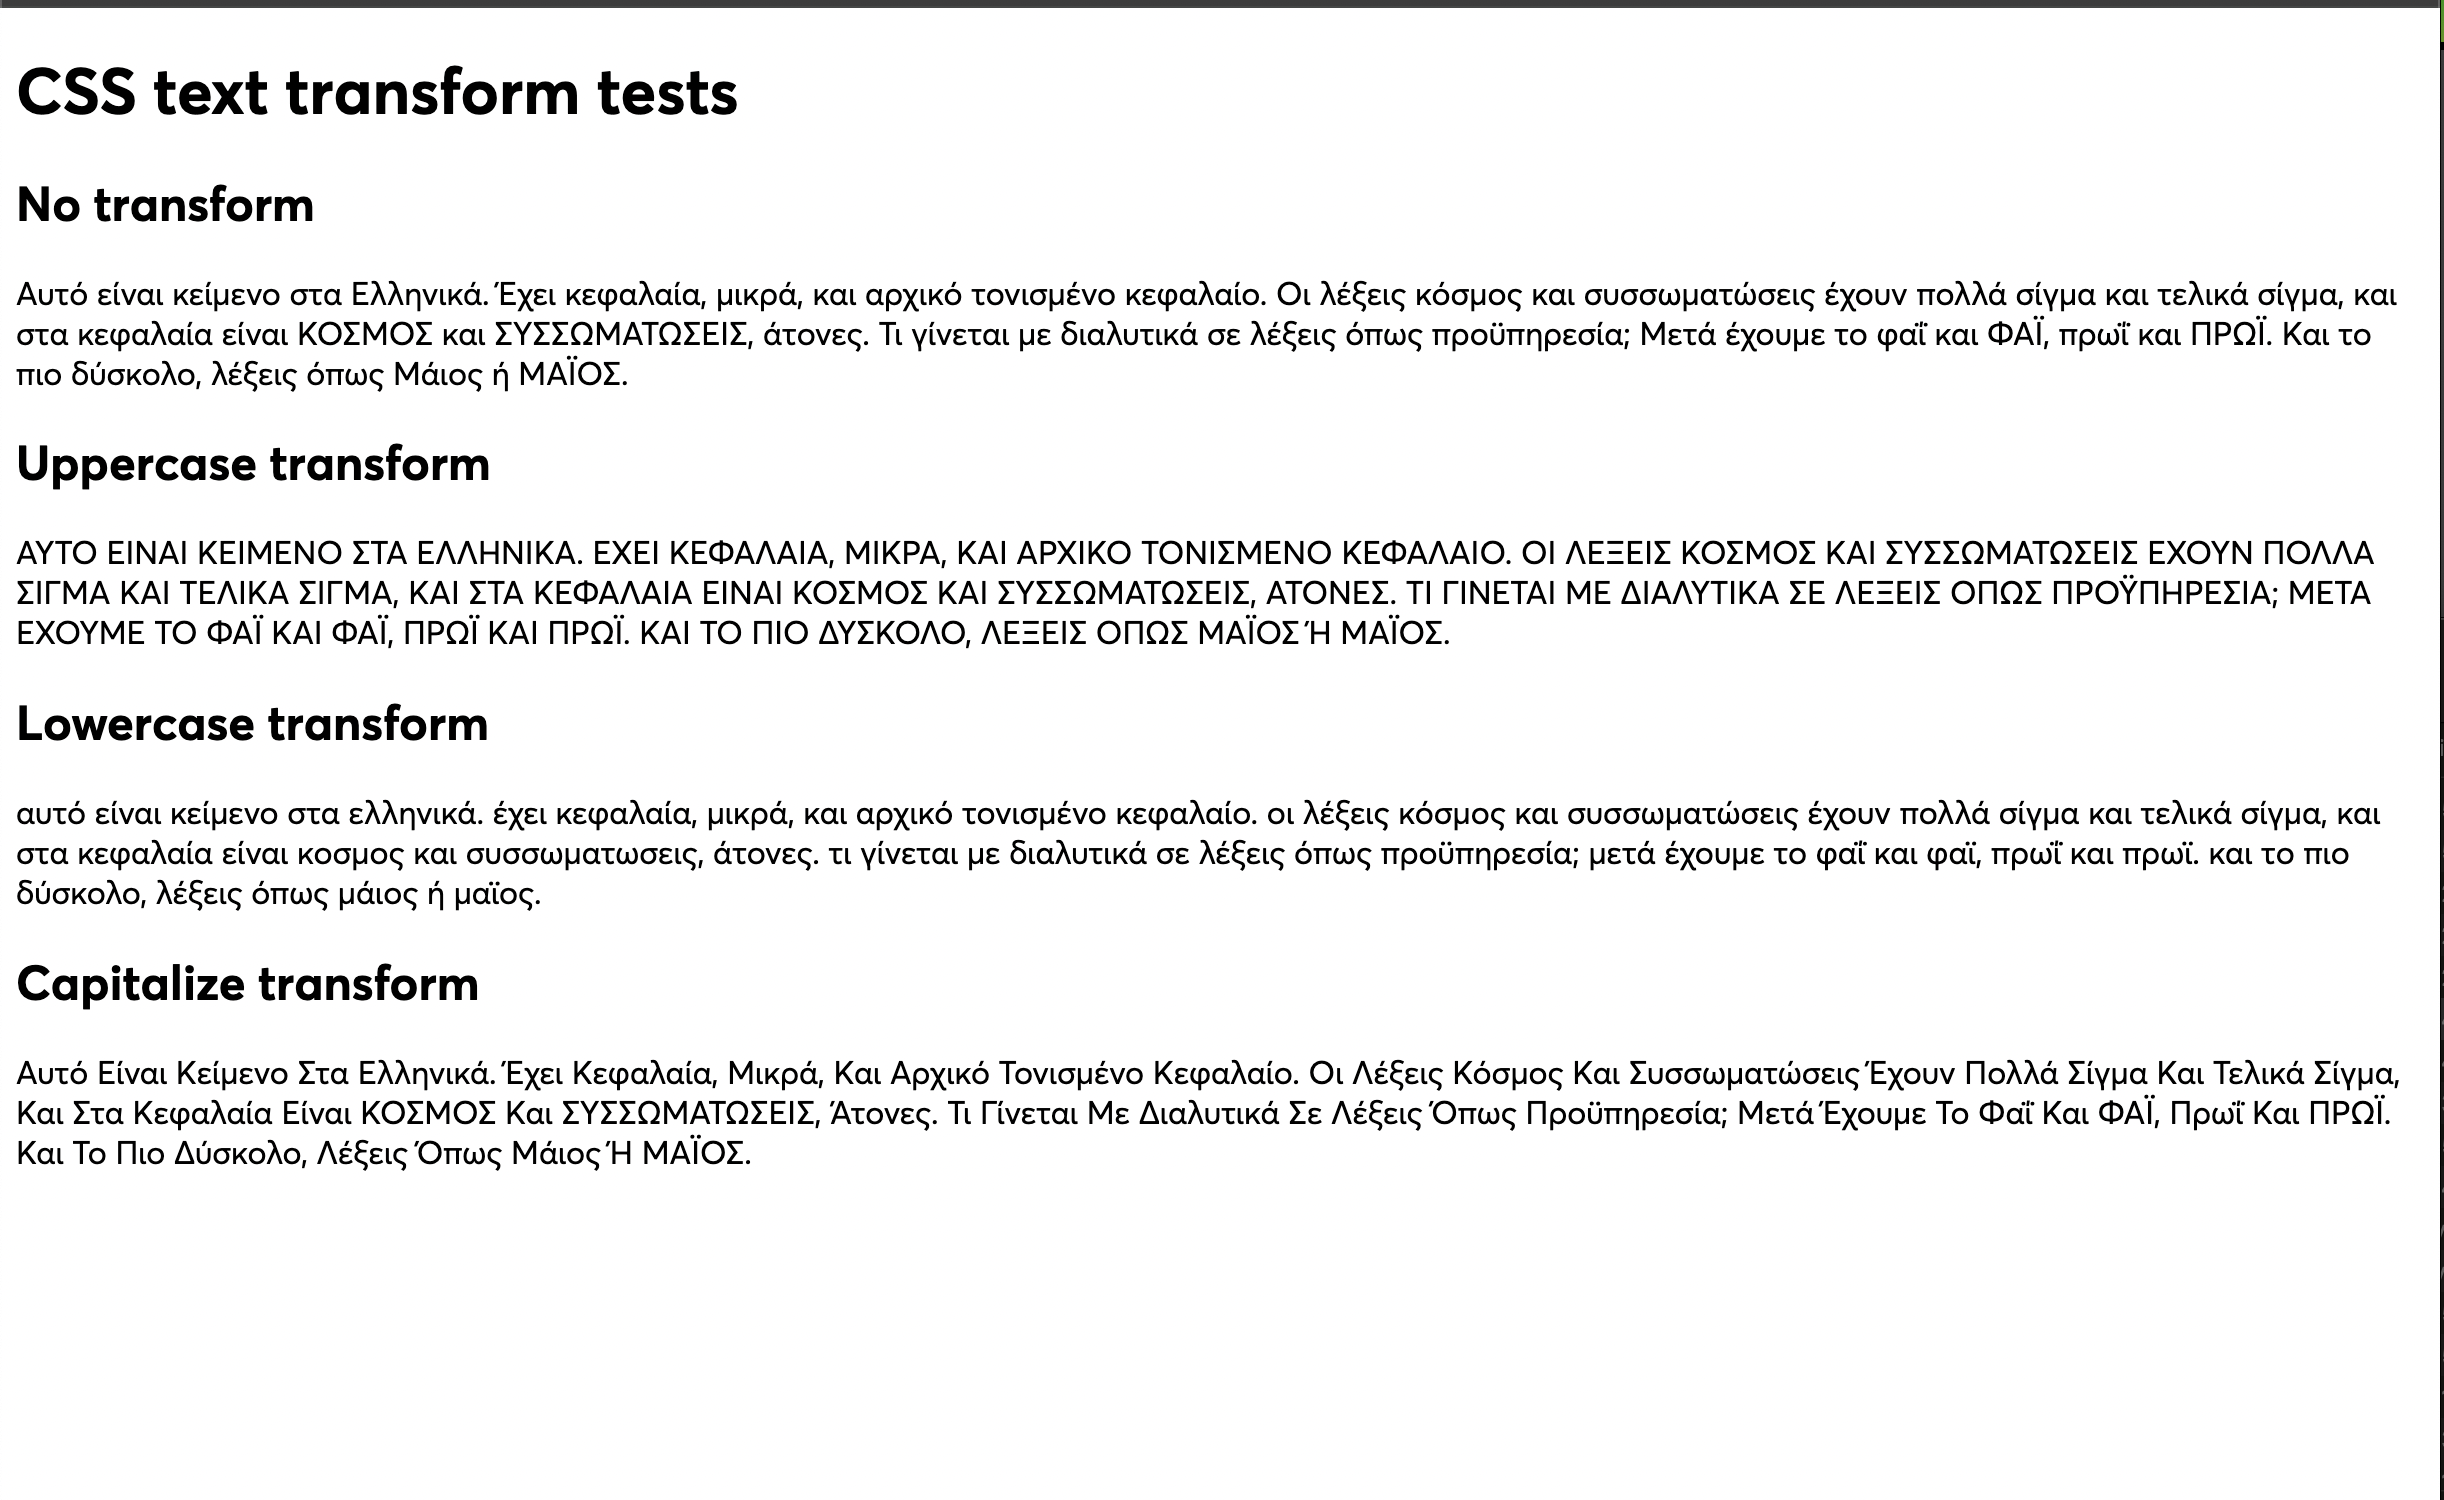 CSS text transform tests
No transform
Αυτό είναι κείμενο στα Ελληνικά. Έχει κεφαλαία, μικρά, και αρχικό τονισμένο κεφαλαίο. Οι λέξεις κόσμος και συσσωματώσεις έχουν πολλά σίγμα και τελικά σίγμα, και
στα κεφαλαία είναι ΚΟΣΜΟΣ και ΣΥΣΣΩΜΑΤΩΣΕΙΣ, άτονες. Τι γίνεται με διαλυτικά σε λέξεις όπως προϋπηρεσία; Μετά έχουμε το φαΐ και ΦΑΪ, πρωΐ και ΠΡΩΪ. Και το
πιο δύσκολο, λέξεις όπως Μάιος ή ΜΑΪΟΣ.
Uppercase transform
ΑΥΤΟ ΕΙΝΑΙ ΚΕΙΜΕΝΟ ΣΤΑ ΕΛΛΗΝΙΚΑ. ΕΧΕΙ ΚΕΦΑΛΑΙΑ, ΜΙΚΡΑ, ΚΑΙ ΑΡΧΙΚΟ ΤΟΝΙΣΜΕΝΟ ΚΕΦΑΛΑΙΟ. ΟΙ ΛΕΞΕΙΣ ΚΟΣΜΟΣ ΚΑΙ ΣΥΣΣΩΜΑΤΩΣΕΙΣ ΕΧΟΥΝ ΠΟΛΛΑ
ΣΙΓΜΑ ΚΑΙ ΤΕΛΙΚΑ ΣΙΓΜΑ, ΚΑΙ ΣΤΑ ΚΕΦΑΛΑΙΑ ΕΙΝΑΙ ΚΟΣΜΟΣ ΚΑΙ ΣΥΣΣΩΜΑΤΩΣΕΙΣ, ΑΤΟΝΕΣ. ΤΙ ΓΙΝΕΤΑΙ ΜΕ ΔΙΑΛΥΤΙΚΑ ΣΕ ΛΕΞΕΙΣ ΟΠΩΣ ΠΡΟΫΠΗΡΕΣΙΑ; ΜΕΤΑ
ΕΧΟΥΜΕ ΤΟ ΦΑΪ ΚΑΙ ΦΑΪ, ΠΡΩΪ ΚΑΙ ΠΡΩΪ. ΚΑΙ ΤΟ ΠΙΟ ΔΥΣΚΟΛΟ, ΛΕΞΕΙΣ ΟΠΩΣ ΜΑΪΟΣ Ή ΜΑΪΟΣ.
Lowercase transform
αυτό είναι κείμενο στα ελληνικά. έχει κεφαλαία, μικρά, και αρχικό τονισμένο κεφαλαίο. οι λέξεις κόσμος και συσσωματώσεις έχουν πολλά σίγμα και τελικά σίγμα, και
στα κεφαλαία είναι κοσμος και συσσωματωσεις, άτονες. τι γίνεται με διαλυτικά σε λέξεις όπως προϋπηρεσία; μετά έχουμε το φαΐ και φαϊ, πρωΐ και πρωϊ. και το πιο
δύσκολο, λέξεις όπως μάιος ή μαϊος.
Capitalize transform
Αυτό Είναι Κείμενο Στα Ελληνικά. Έχει Κεφαλαία, Μικρά, Και Αρχικό Τονισμένο Κεφαλαίο. Οι Λέξεις Κόσμος Και Συσσωματώσεις Έχουν Πολλά Σίγμα Και Τελικά Σίγμα,
Και Στα Κεφαλαία Είναι ΚΟΣΜΟΣ Και ΣΥΣΣΩΜΑΤΩΣΕΙΣ, Άτονες. Τι Γίνεται Με Διαλυτικά Σε Λέξεις Όπως Προϋπηρεσία; Μετά Έχουμε Το Φαΐ Και ΦΑΪ, Πρωΐ Και ΠΡΩΪ.
Και Το Πιο Δύσκολο, Λέξεις Όπως Μάιος Ή ΜΑΪΟΣ.